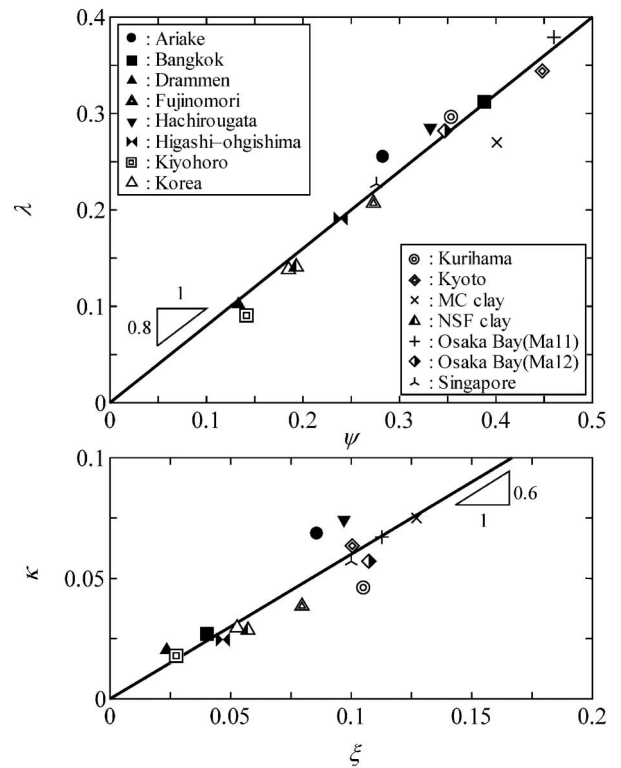 0.4
0.3
0.2
0.1
0
λ
: Ariake
: Bangkok
: Drammen
: Fujinomori
: Hachirougata
: Higashi–ohgishima
: Kiyohoro
: Korea
: Kurihama
: Kyoto
: MC clay
: NSF clay
: Osaka Bay(Ma11)
: Osaka Bay(Ma12)
: Singapore
1
0.8
0
0.1
0.2
0.3
0.4
0.5
ψ
0.1
0.05
0
κ
0.6
1
0
0.05
0.1
0.15
0.2
ξ